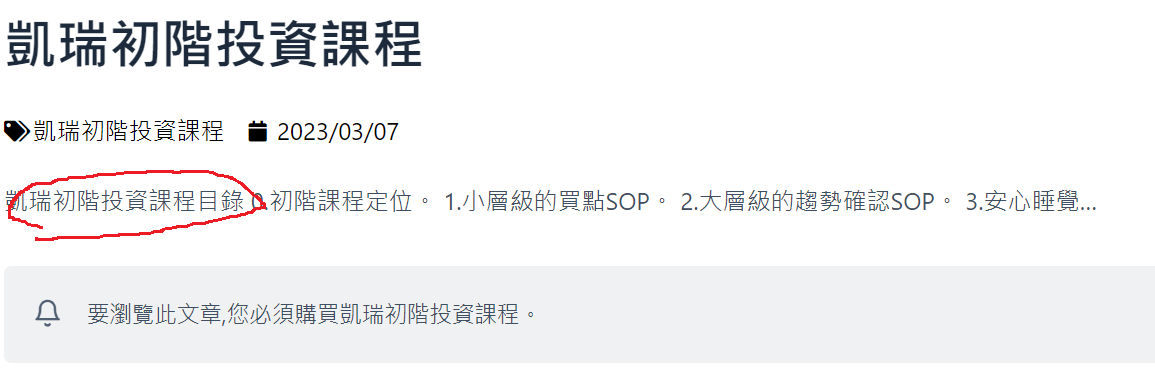 凱瑞初階投資課程
凱瑞初階投資課程 2023/03/07
凱瑞初階投資課程目錄 0.初階課程定位。 1.小層級的買點SOP。 2.大層級的趨勢確認SOP。 3.安心睡覺...
要瀏覽此文章,您必須購買凱瑞初階投資課程。